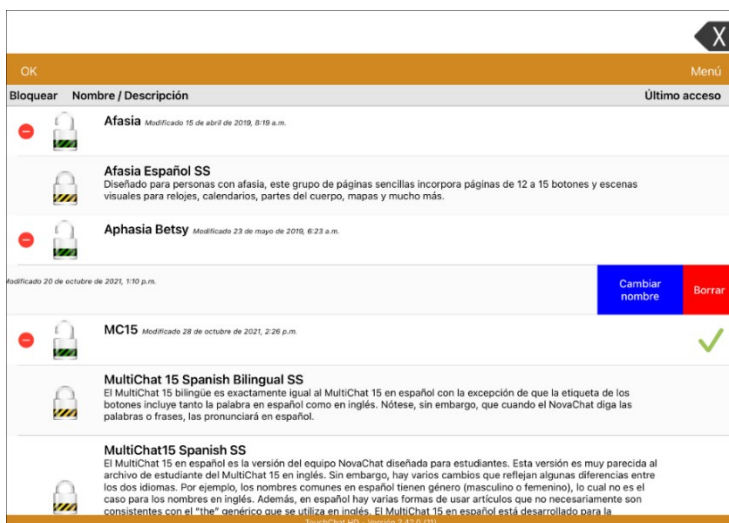 X
OK Menú
Bloquear Nombre / Descripción Último acceso
Afasia Modificado 15 de abril de 2019, 8:19 a.m.
Afasia Español SS
Diseñado para personas con afasia, este grupo de páginas sencillas incorpora páginas de 12 a 15 botones y escenas
visuales para relojes, calendarios, partes del cuerpo, mapas y mucho más.
Aphasia Betsy Modificado 23 de mayo de 2019, 6:23 a.m.
Modificado 20 de octubre de 2021, 1:10 p.m.
Cambiar
nombre
Borrar
MC15 Modificado 28 de octubre de 2021, 2:26 p.m.
MultiChat 15 Spanish Bilingual SS
El MultiChat 15 bilingüe es exactamente igual al MultiChat 15 en español con la excepción de que la etiqueta de los
botones incluye tanto la palabra en español como en inglés. Nótese, sin embargo, que cuando el NovaChat diga las
palabras o frases, las pronunciará en español.
MultiChat15 Spanish SS
El MultiChat 15 en español es la versión del equipo NovaChat diseñada para estudiantes. Esta versión es muy parecida al
archivo de estudiante del MultiChat 15 en inglés. Sin embargo, hay varios cambios que reflejan algunas diferencias entre
los dos idiomas. Por ejemplo, los nombres comunes en español tienen género (masculino o femenino), lo cual no es el
caso para los nombres en inglés. Además, en español hay varias formas de usar artículos que no necesariamente son
consistentes con el "the" genérico que se utiliza en inglés. El MultiChat 15 en español está desarrollado para la